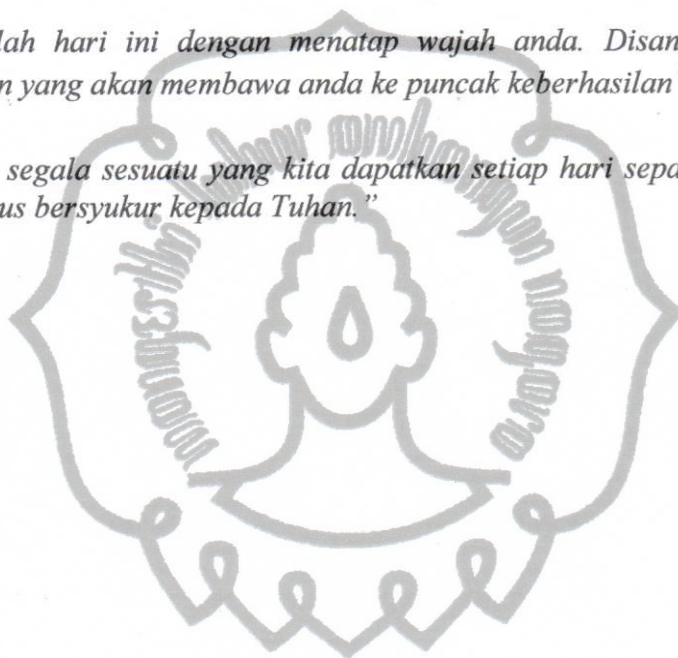 lah hari ini dengan menatap wajah anda. Disan
n yang akan membawa anda ke puncak keberhasilan
segala sesuatu yang kita dapatkan setiap hari sepa
us bersyukur kepada Tuhan.”